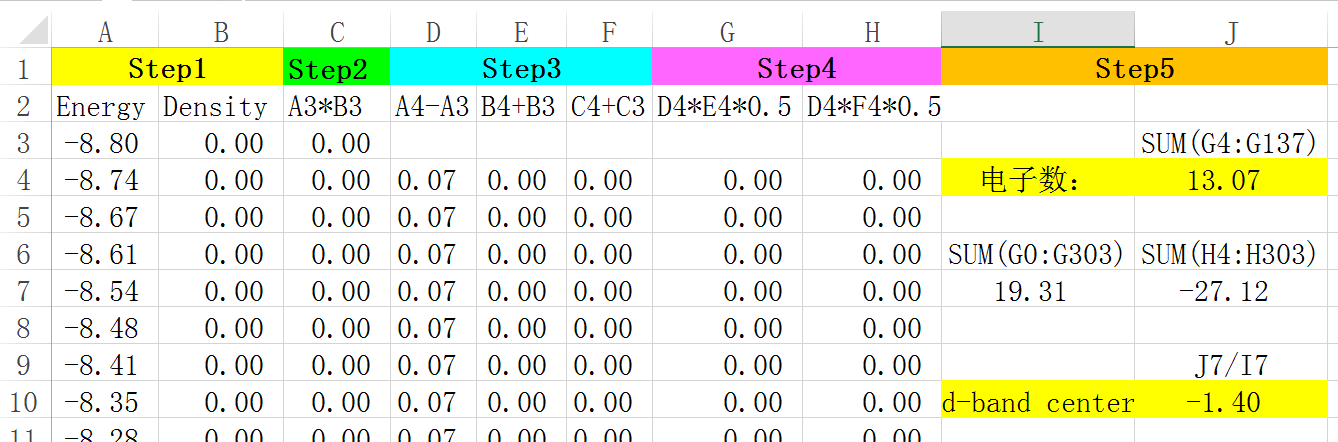 A B C D E F G H I J
1 Step1 Step2 Step3 Step4 Step5
2 Energy Density A3*B3 A4-A3 B4+B3 C4+C3 D4*E4*0.5 D4*F4*0.5
3 -8.80 0.00 0.00 SUM(G4:G137)
4 -8.74 0.00 0.00 0.07 0.00 0.00 0.00 0.00 电子数: 13.07
5 -8.67 0.00 0.00 0.07 0.00 0.00 0.00 0.00
6 -8.61 0.00 0.00 0.07 0.00 0.00 0.00 0.00 SUM(G0:G303) SUM(H4:H303)
7 -8.54 0.00 0.00 0.07 0.00 0.00 0.00 0.00 19.31 -27.12
8 -8.48 0.00 0.00 0.07 0.00 0.00 0.00 0.00
9 -8.41 0.00 0.00 0.07 0.00 0.00 0.00 0.00 J7/I7
10 -8.35 0.00 0.00 0.07 0.00 0.00 0.00 0.00 d-band center -1.40
11 -8.28 0.00 0.00 0.07 0.00 0.00 0.00 0.00